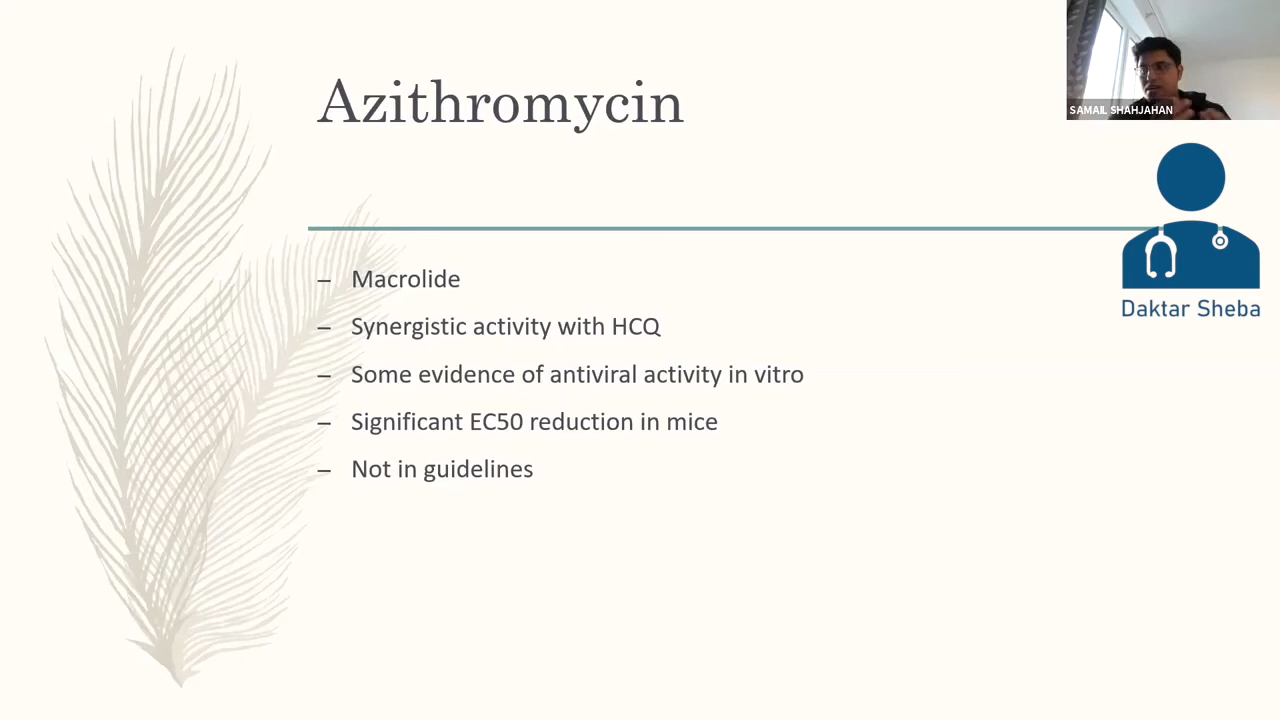 Azithromycin
SAMAIL SHAHJAHAN
– Macrolide
– Synergistic activity with HCQ
– Some evidence of antiviral activity in vitro
– Significant EC50 reduction in mice
– Not in guidelines
Daktar Sheba